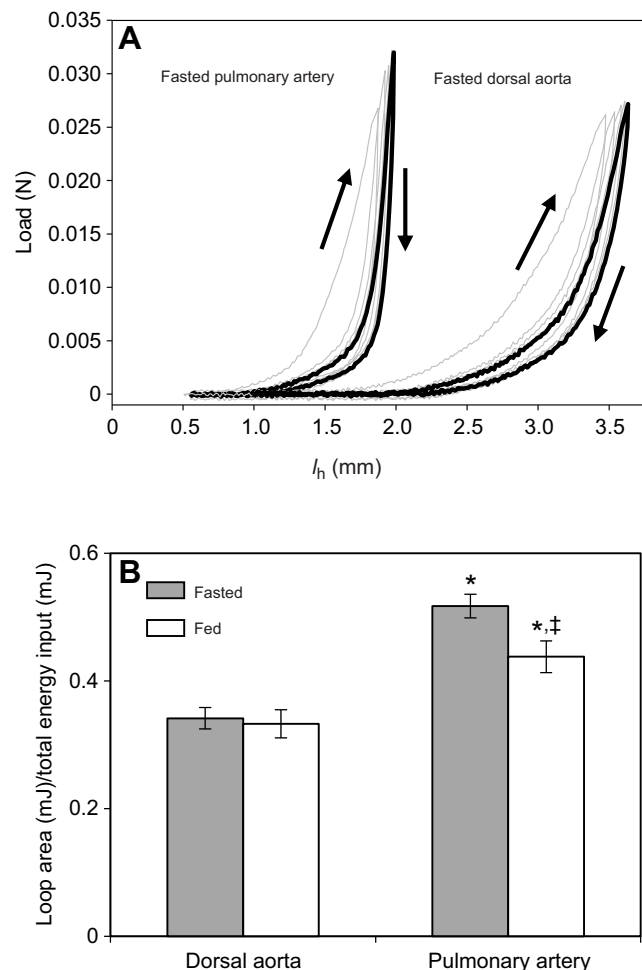 A
0.035
Fasted pulmonary artery
Fasted dorsal aorta
0.030
0.025
0.020
0.015
0.010
0.005
0
Load (N)
0 0.5 1.0 1.5 2.0 2.5 3.0 3.5
lh (mm)
B
0.6
Fasted
Fed
*
*,‡
0.4
0.2
0
Loop area (mJ)/total energy input (mJ)
Dorsal aorta Pulmonary artery